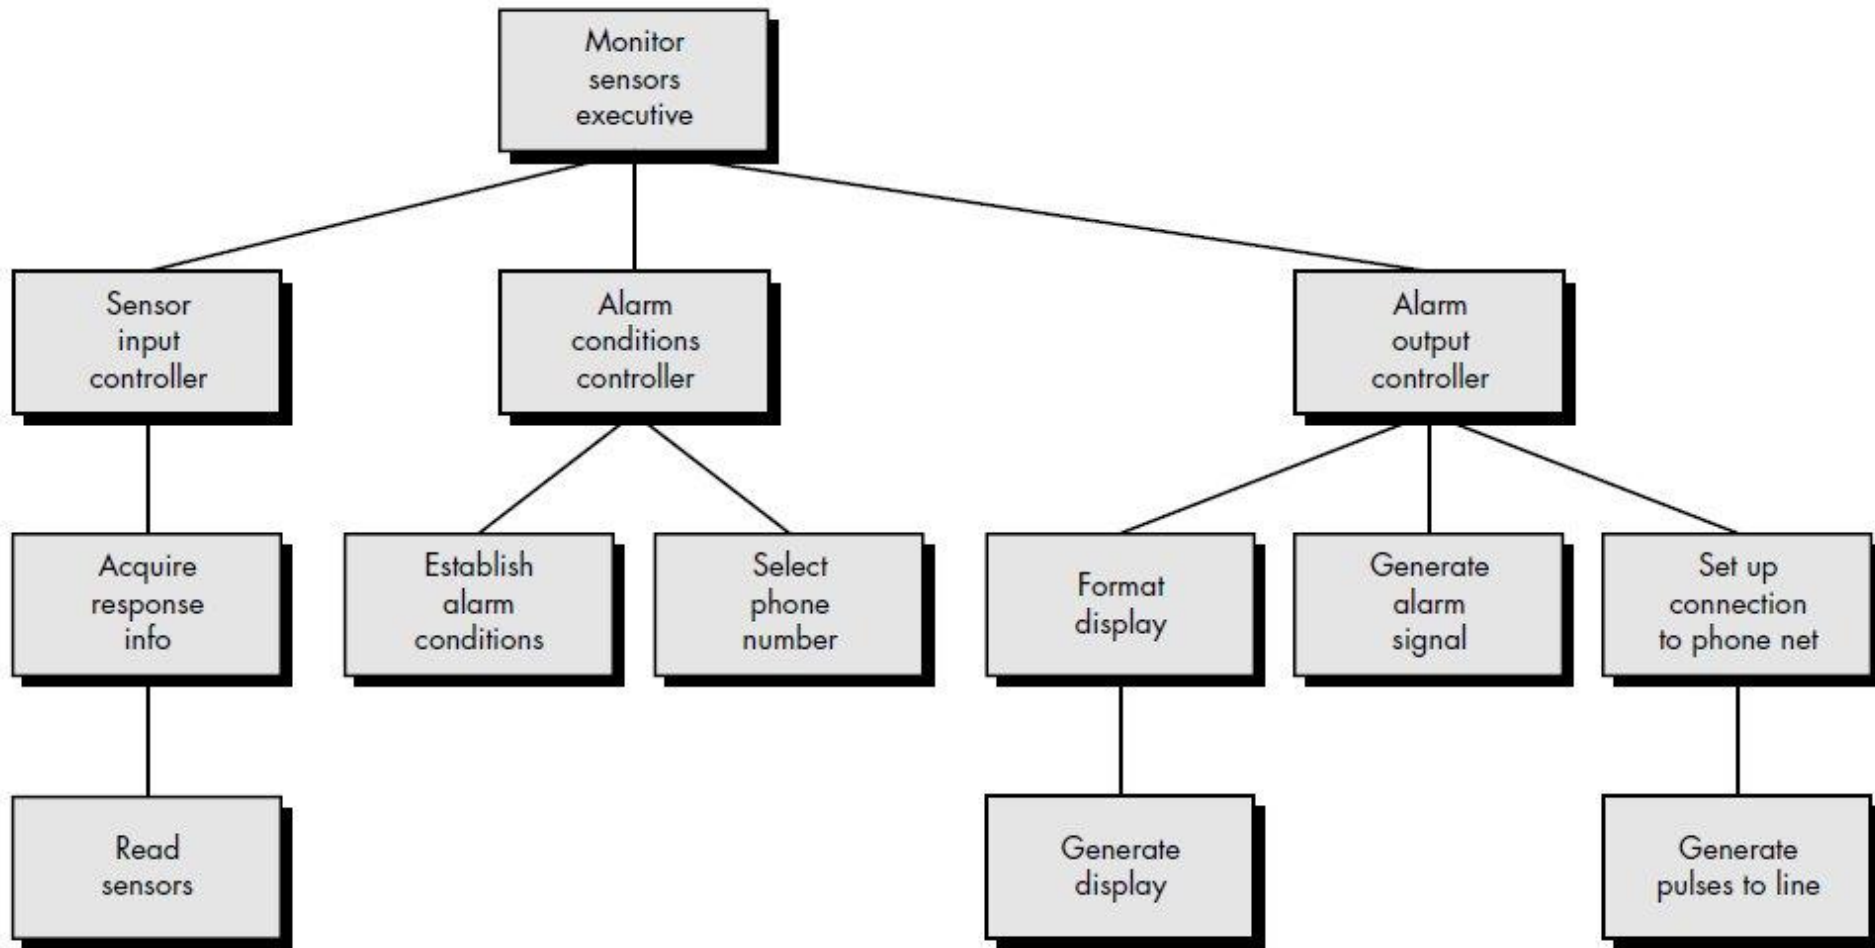 Monitor
sensors
executive
Sensor
input
controller
Alarm
conditions
controller
Alarm
output
controller
Acquire
response
info
Establish
alarm
conditions
Select
phone
number
Format
display
Generate
alarm
signal
Set up
connection
to phone net
Read
sensors
Generate
display
Generate
pulses to line